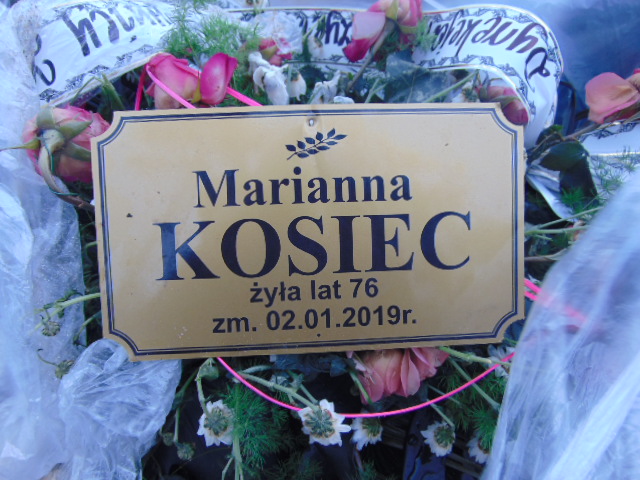 Marianna
KOSIEC
żyła lat 76
zm. 02.01.2019r.